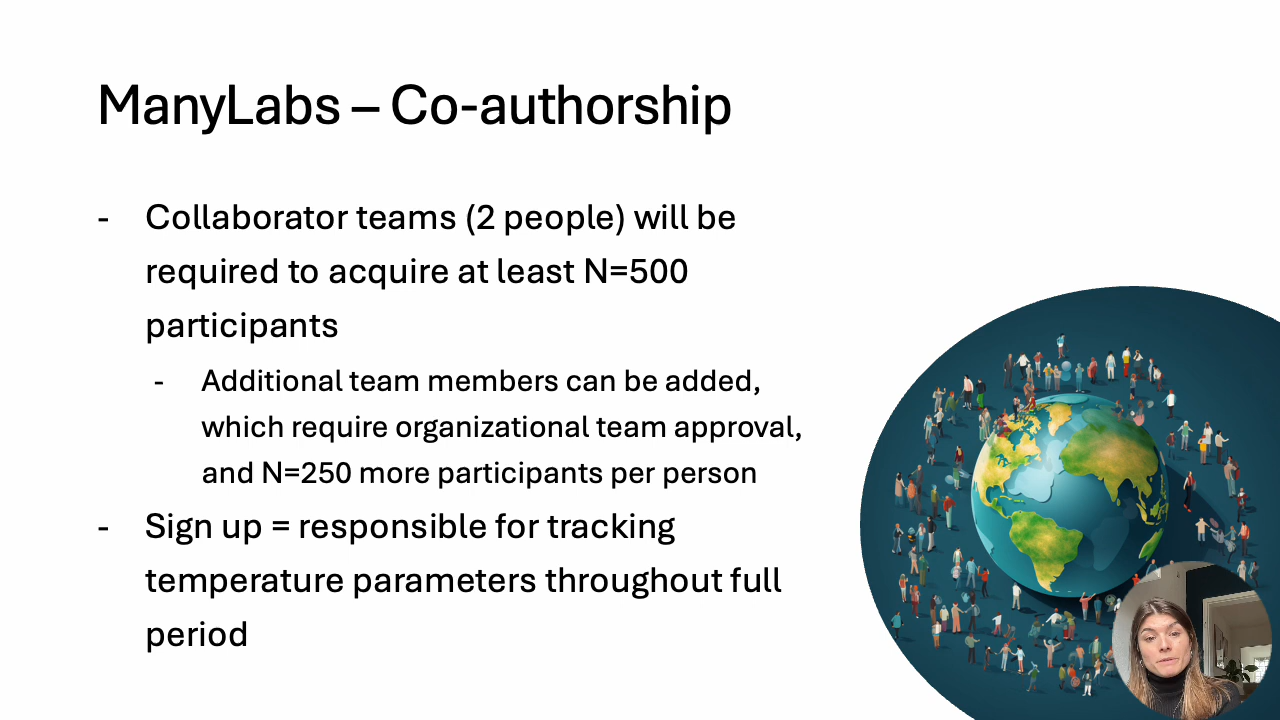 ManyLabs – Co-authorship
- Collaborator teams (2 people) will be
required to acquire at least N=500
participants
- Additional team members can be added,
which require organizational team approval,
and N=250 more participants per person
- Sign up = responsible for tracking
temperature parameters throughout full
period